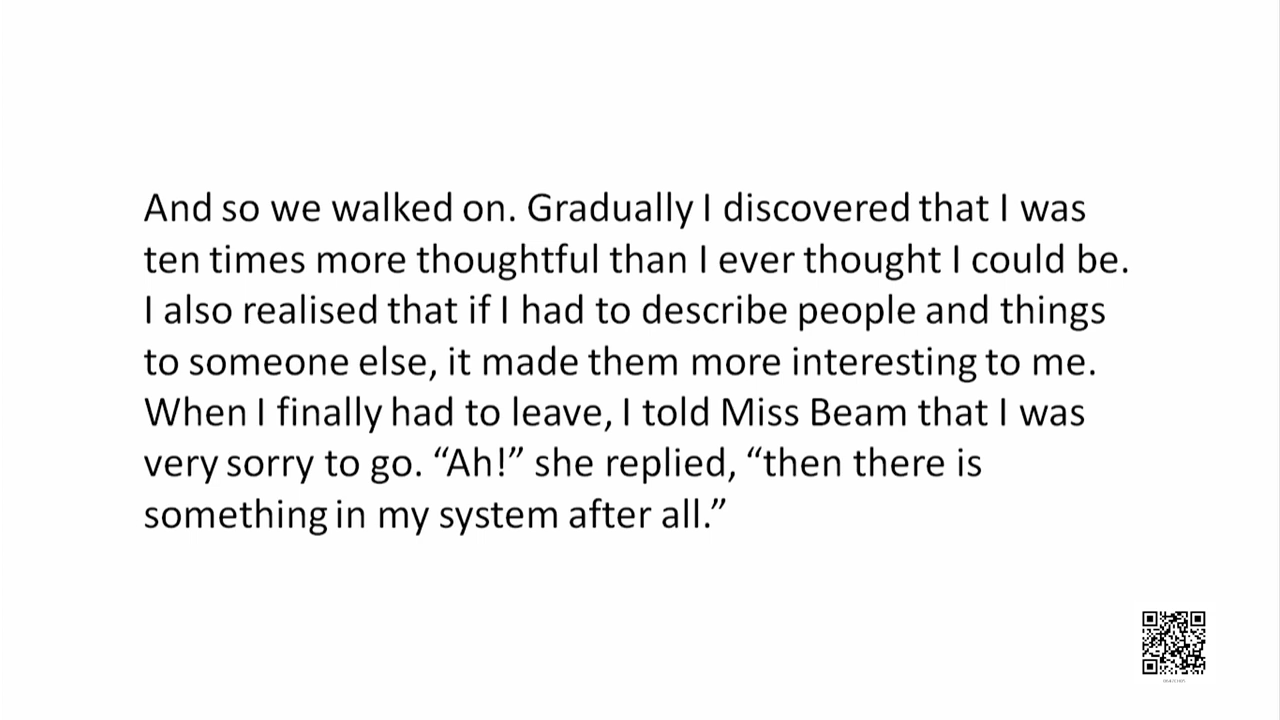 And so we walked on. Gradually I discovered that I was
ten times more thoughtful than I ever thought I could be.
I also realised that if I had to describe people and things
to someone else, it made them more interesting to me.
When I finally had to leave, I told Miss Beam that I was
very sorry to go. “Ah!” she replied, “then there is
something in my system after all.”